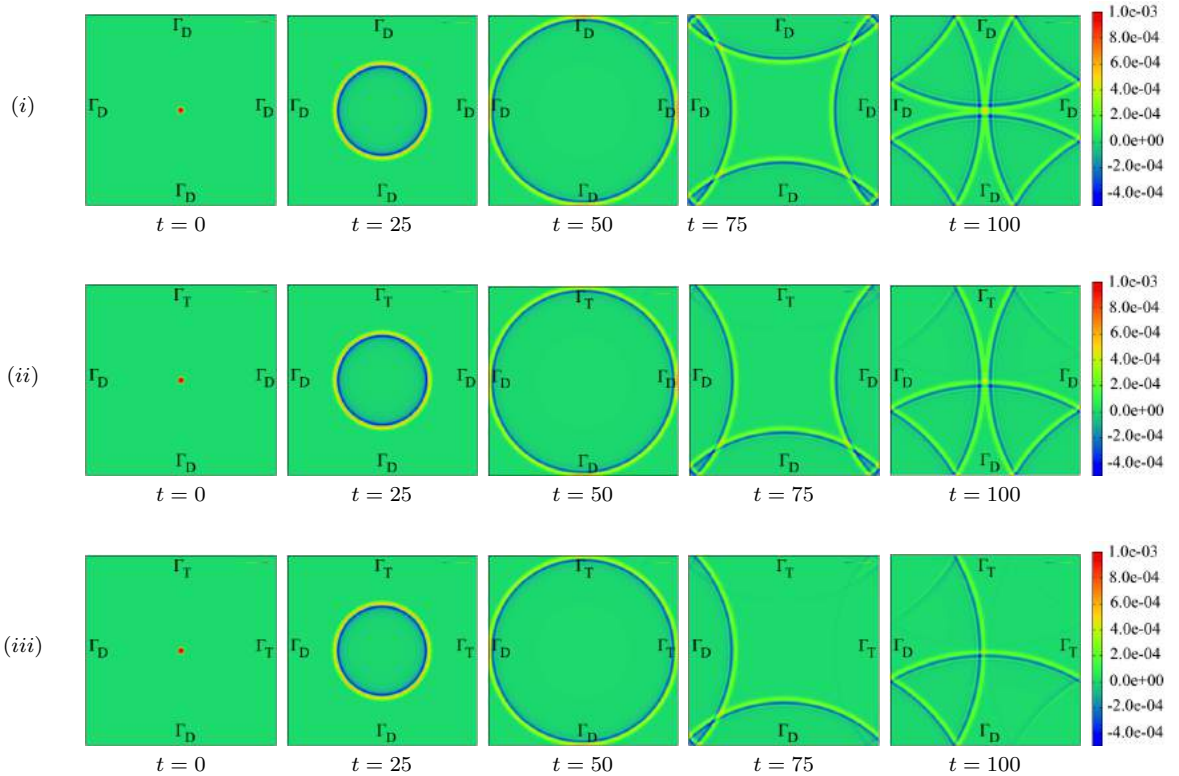 Γ_D Γ_D Γ_D Γ_D Γ_D 1.0e-03
8.0e-04
6.0e-04
(i) Γ_D Γ_D Γ_D Γ_D Γ_D Γ_D Γ_D Γ_D Γ_D Γ_D 4.0e-04
2.0e-04
0.0e+00
-2.0e-04
Γ_D Γ_D Γ_D Γ_D Γ_D -4.0e-04
t = 0 t = 25 t = 50 t = 75 t = 100
Γ_T Γ_T Γ_T Γ_T Γ_T 1.0e-03
8.0e-04
6.0e-04
(ii) Γ_D Γ_D Γ_D Γ_D Γ_D Γ_D Γ_D Γ_D Γ_D Γ_D 4.0e-04
2.0e-04
0.0e+00
-2.0e-04
Γ_D Γ_D Γ_D Γ_D Γ_D -4.0e-04
t = 0 t = 25 t = 50 t = 75 t = 100
Γ_T Γ_T Γ_T Γ_T Γ_T 1.0e-03
8.0e-04
6.0e-04
(iii) Γ_D Γ_T Γ_D Γ_T Γ_D Γ_T Γ_D Γ_T Γ_D Γ_T 4.0e-04
2.0e-04
0.0e+00
-2.0e-04
Γ_D Γ_D Γ_D Γ_D Γ_D -4.0e-04
t = 0 t = 25 t = 50 t = 75 t = 100